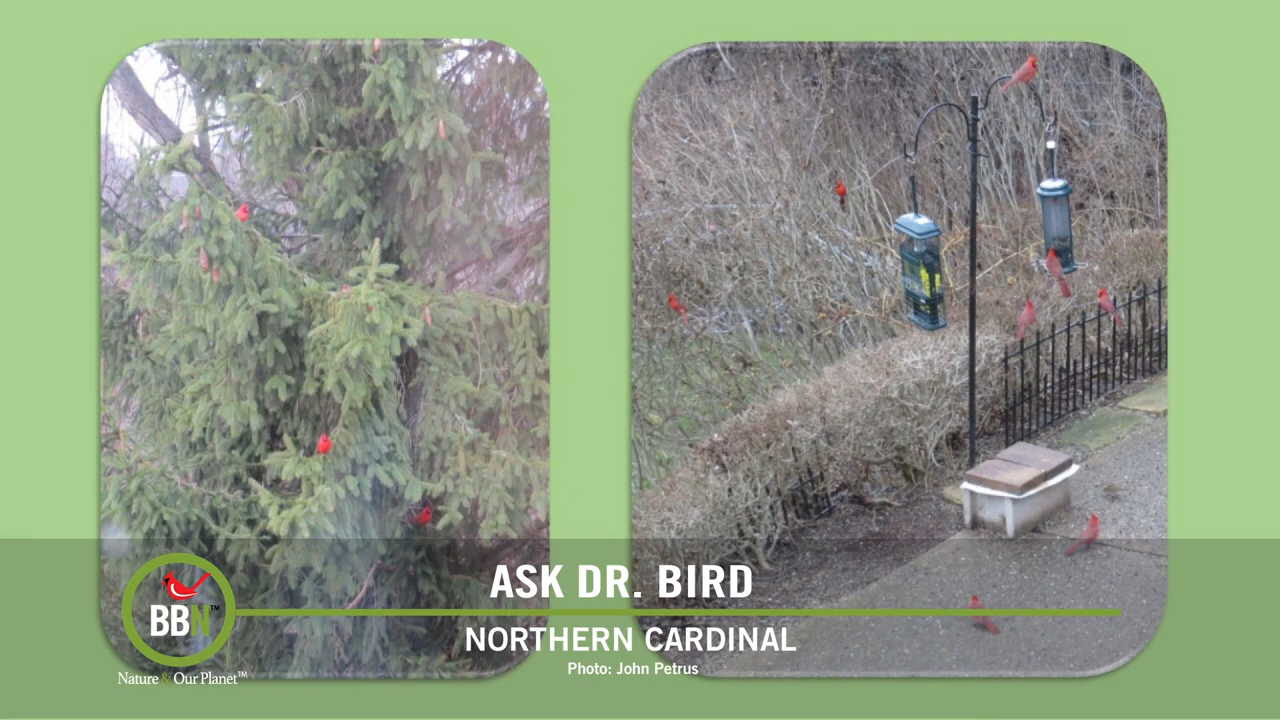 ASK DR. BIRD
BBN™
NORTHERN CARDINAL
Photo: John Petrus
Nature & Our Planet™